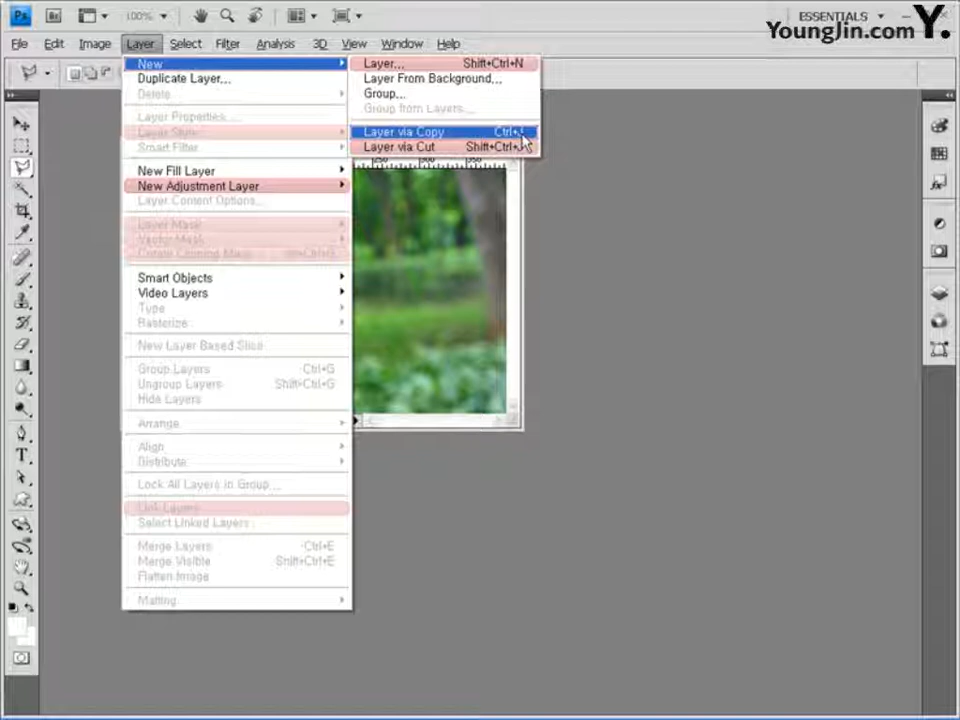 Ps
Br
100%
ESSENTIALS
YoungJin.com Y.
File Edit Image Layer Select Filter Analysis 3D View Window Help
New
Layer... Shift+Ctrl+N
Duplicate Layer...
Layer From Background...
Delete
Group...
Group from Layers...
Layer Properties...
Layer Style
Layer via Copy
Smart Filter
Layer via Cut
New Fill Layer
New Adjustment Layer
Layer Content Options...
Layer Mask
Vector Mask
Create Clipping Mask
Smart Objects
Video Layers
Type
Rasterize
New Layer Based Slice
Group Layers Ctrl+G
Ungroup Layers Shift+Ctrl+G
Hide Layers
Arrange
Align
Distribute
Lock All Layers in Group...
Link Layers
Select Linked Layers
Merge Layers Ctrl+E
Merge Visible Shift+Ctrl+E
Flatten Image
Matting